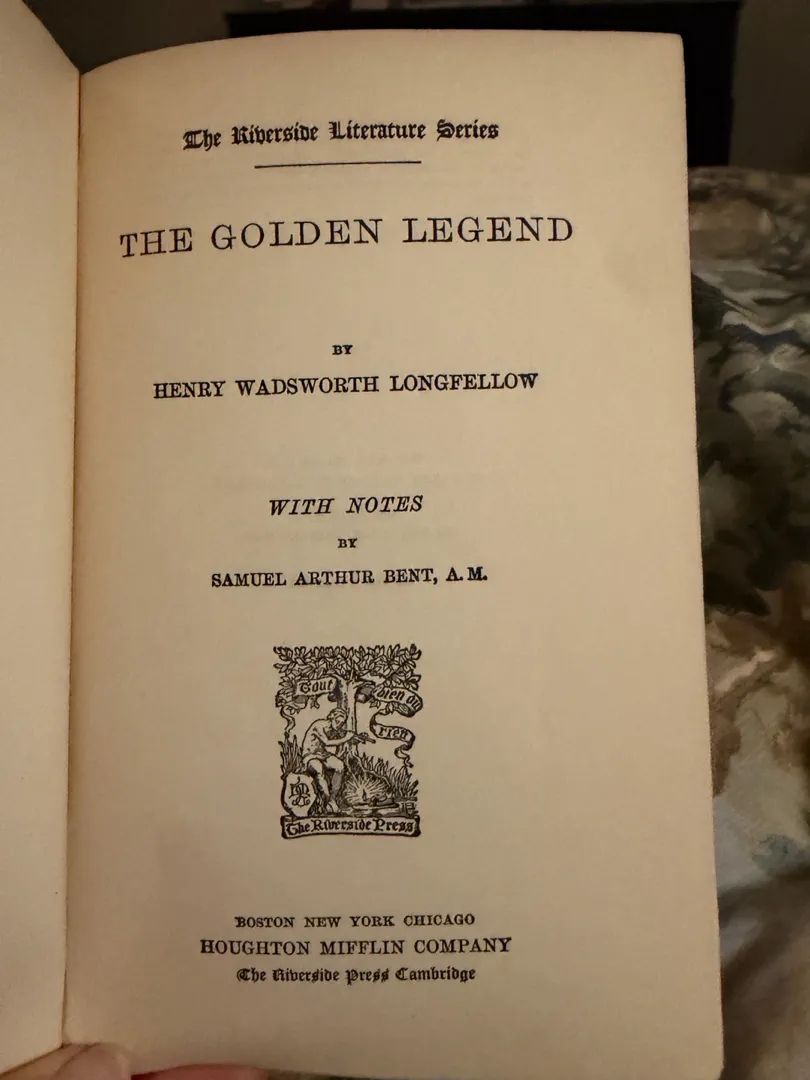 The Riverside Literature Series
THE GOLDEN LEGEND
BY
HENRY WADSWORTH LONGFELLOW
WITH NOTES
BY
SAMUEL ARTHUR BENT, A. M.
Tout bien ou
rien
The Riverside Press
BOSTON NEW YORK CHICAGO
HOUGHTON MIFFLIN COMPANY
The Riverside Press Cambridge